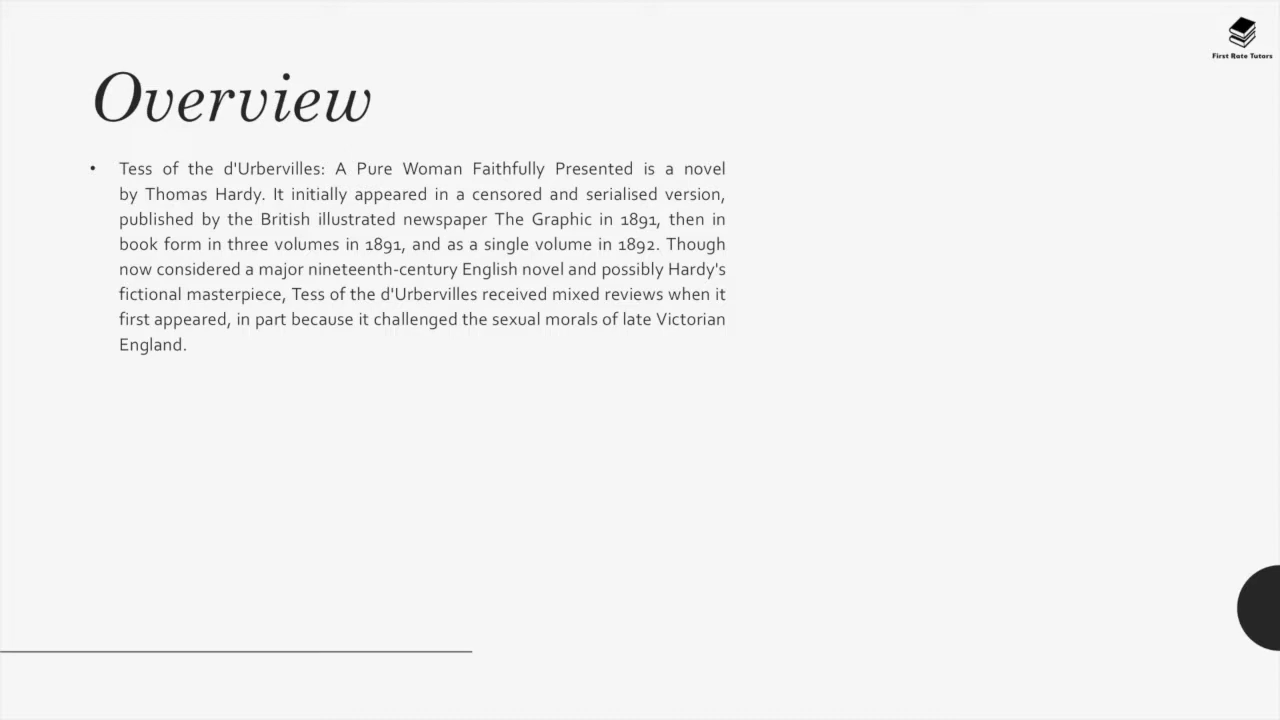 First Rate Tutors
Overview
• Tess of the d'Urbervilles: A Pure Woman Faithfully Presented is a novel
by Thomas Hardy. It initially appeared in a censored and serialised version,
published by the British illustrated newspaper The Graphic in 1891, then in
book form in three volumes in 1891, and as a single volume in 1892. Though
now considered a major nineteenth-century English novel and possibly Hardy's
fictional masterpiece, Tess of the d'Urbervilles received mixed reviews when it
first appeared, in part because it challenged the sexual morals of late Victorian
England.